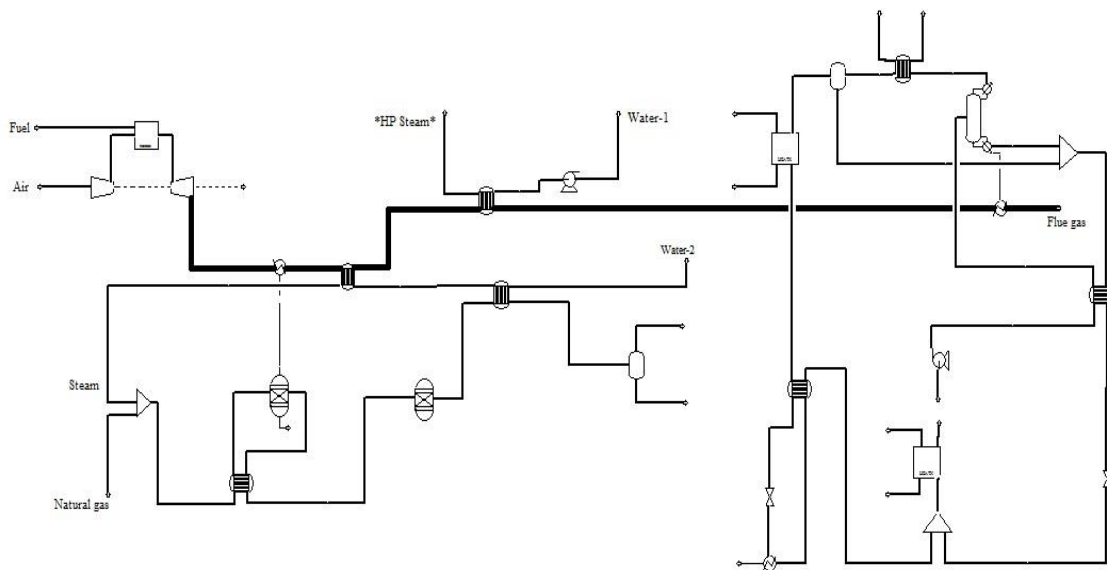 Fuel
*HP Steam*
Water-1
Air
Flue gas
Water-2
Steam
Natural gas